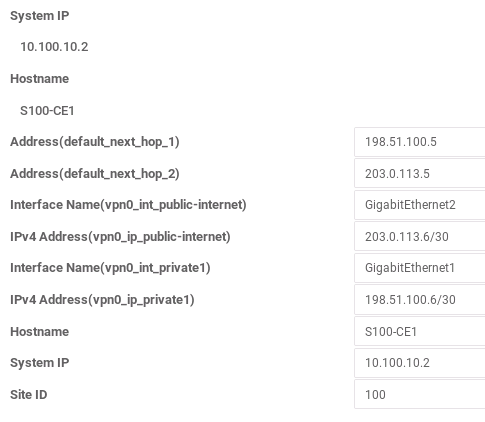 System IP
10.100.10.2
Hostname
S100-CE1
Address(default_next_hop_1) 198.51.100.5
Address(default_next_hop_2) 203.0.113.5
Interface Name(vpn0_int_public-internet) GigabitEthernet2
IPv4 Address(vpn0_ip_public-internet) 203.0.113.6/30
Interface Name(vpn0_int_private1) GigabitEthernet1
IPv4 Address(vpn0_ip_private1) 198.51.100.6/30
Hostname S100-CE1
System IP 10.100.10.2
Site ID 100